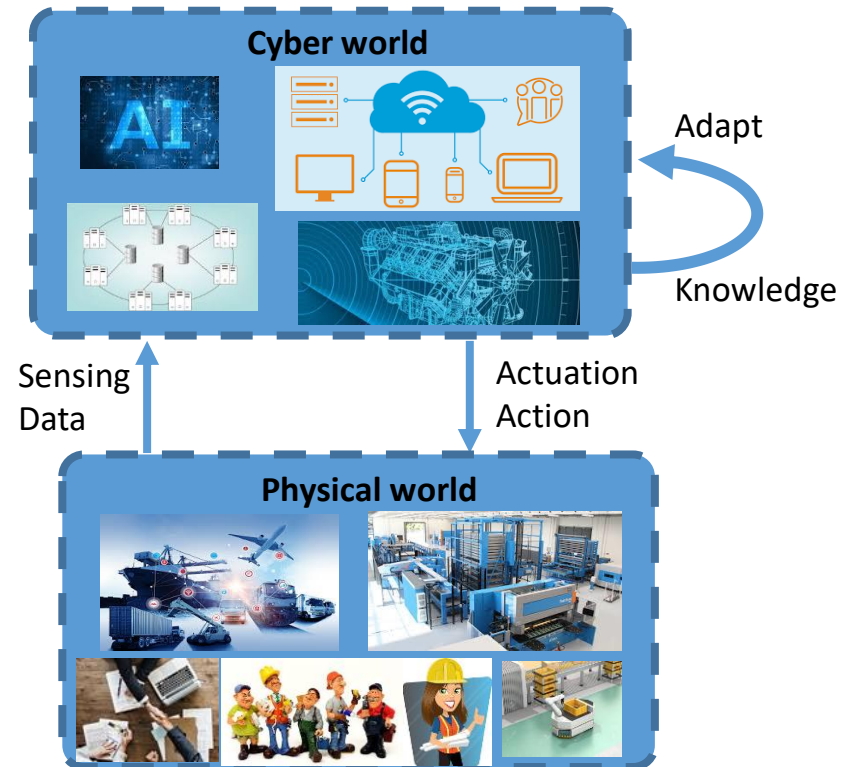 Cyber world
AI
Adapt
Knowledge
Sensing
Data
Actuation
Action
Physical world